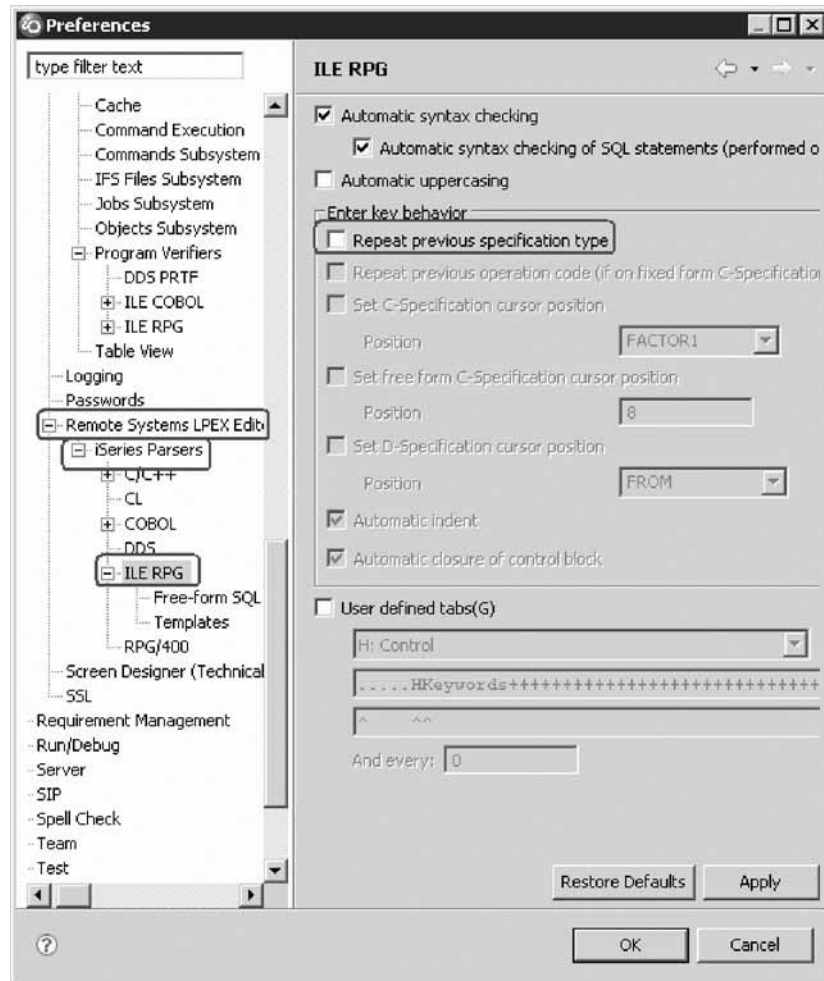 Preferences
type filter text
Cache
Command Execution
Commands Subsystem
IFS Files Subsystem
Jobs Subsystem
Objects Subsystem
Program Verifiers
DDS PRTF
ILE COBOL
ILE RPG
Table View
Logging
Passwords
Remote Systems LPEX Edit
iSeries Parsers
C/C++
CL
COBOL
DDS
ILE RPG
Free-form SQL
Templates
RPG/400
Screen Designer (Technical
SSL
Requirement Management
Run/Debug
Server
SIP
Spell Check
Team
Test
ILE RPG
Automatic syntax checking
Automatic syntax checking of SQL statements (performed o
Automatic uppercasing
Enter key behavior
Repeat previous specification type
Repeat previous operation code (if on fixed form C-Specification
Set C-Specification cursor position
Position FACTOR1
Set free form C-Specification cursor position
Position 8
Set D-Specification cursor position
Position FROM
Automatic indent
Automatic closure of control block
User defined tabs(G)
H: Control
.....HKeywords+++++++++++++++++++++++++++++
^ ^^
And every: 0
Restore Defaults Apply
? OK Cancel